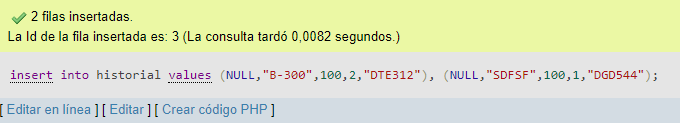 2 filas insertadas.
La Id de la fila insertada es: 3 (La consulta tardó 0,0082 segundos.)
insert into historial values (NULL,"B-300",100,2,"DTE312"), (NULL,"SDFSF",100,1,"DGD544");
[ Editar en línea ] [ Editar ] [ Crear código PHP ]